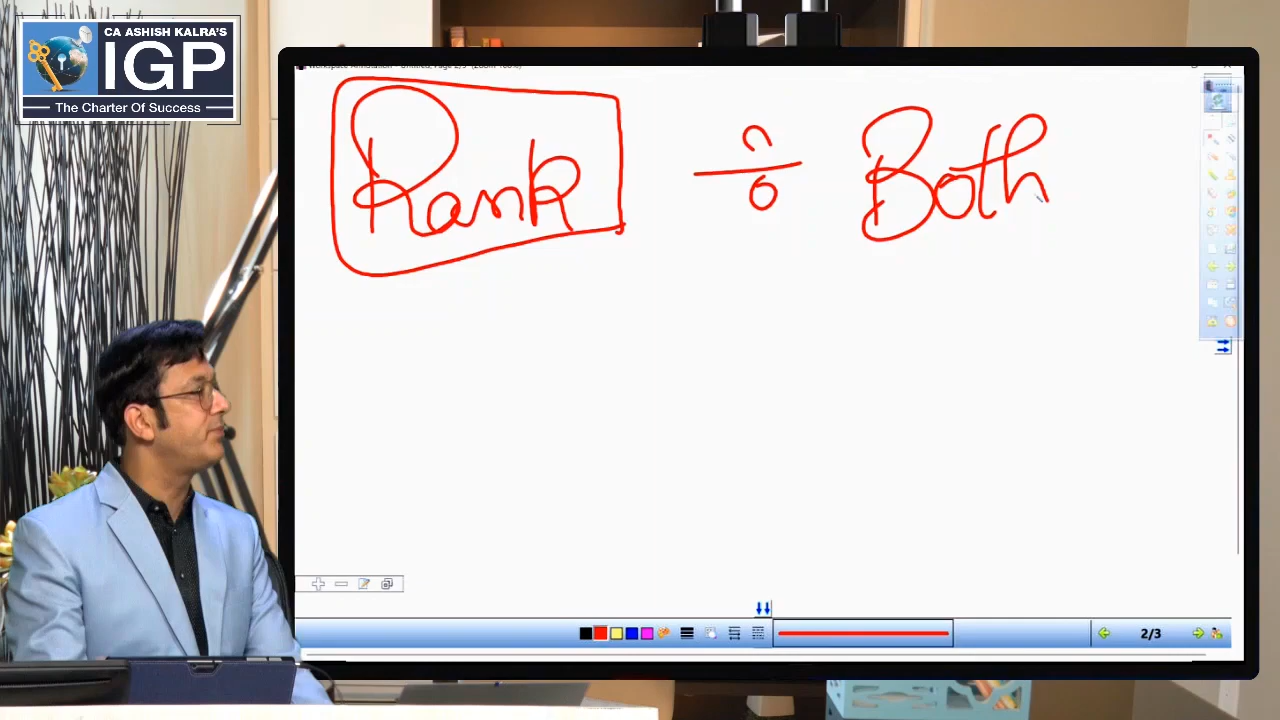 CA ASHISH KALRA'S
IGP
The Charter Of Success
Rank
Both
2/3